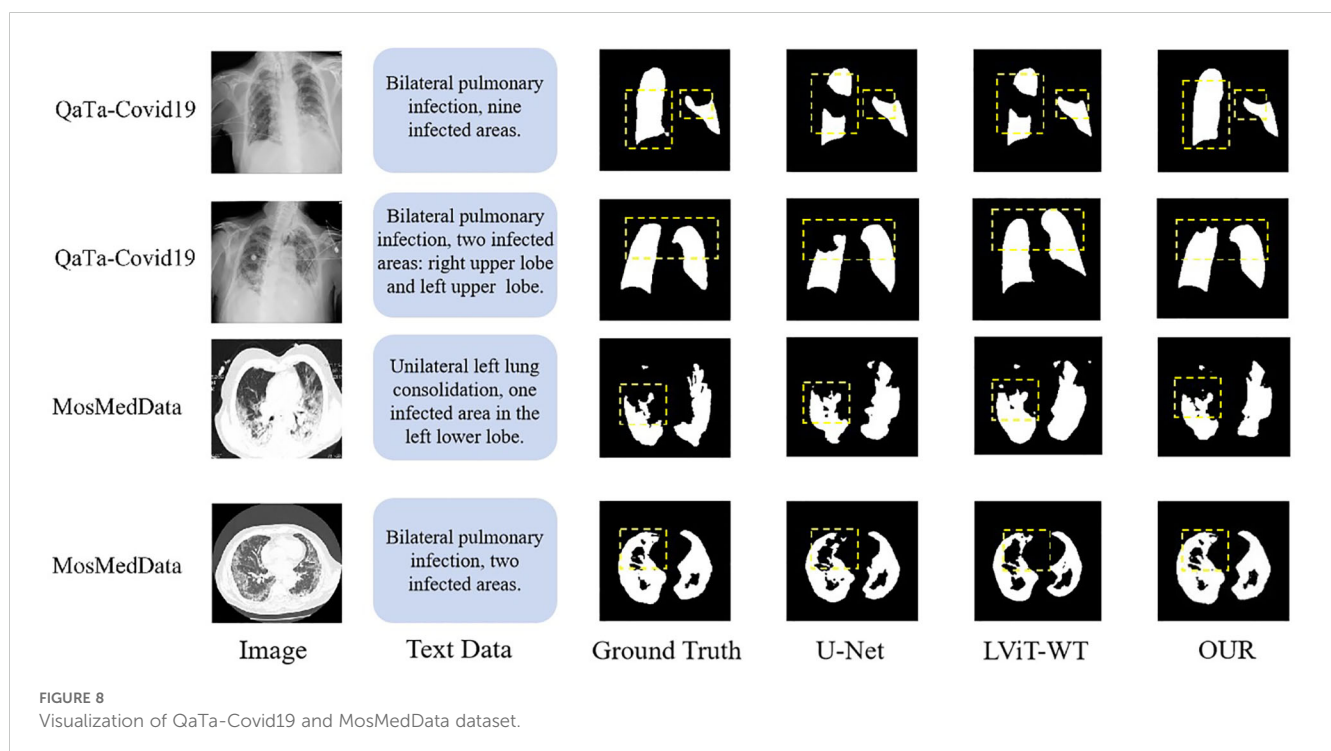 QaTa-Covid19
Bilateral pulmonary
infection, nine
infected areas.
QaTa-Covid19
Bilateral pulmonary
infection, two infected
areas: right upper lobe
and left upper lobe.
MosMedData
Unilateral left lung
consolidation, one
infected area in the
left lower lobe.
MosMedData
Bilateral pulmonary
infection, two
infected areas.
Image Text Data Ground Truth U-Net LViT-WT OUR
FIGURE 8
Visualization of QaTa-Covid19 and MosMedData dataset.